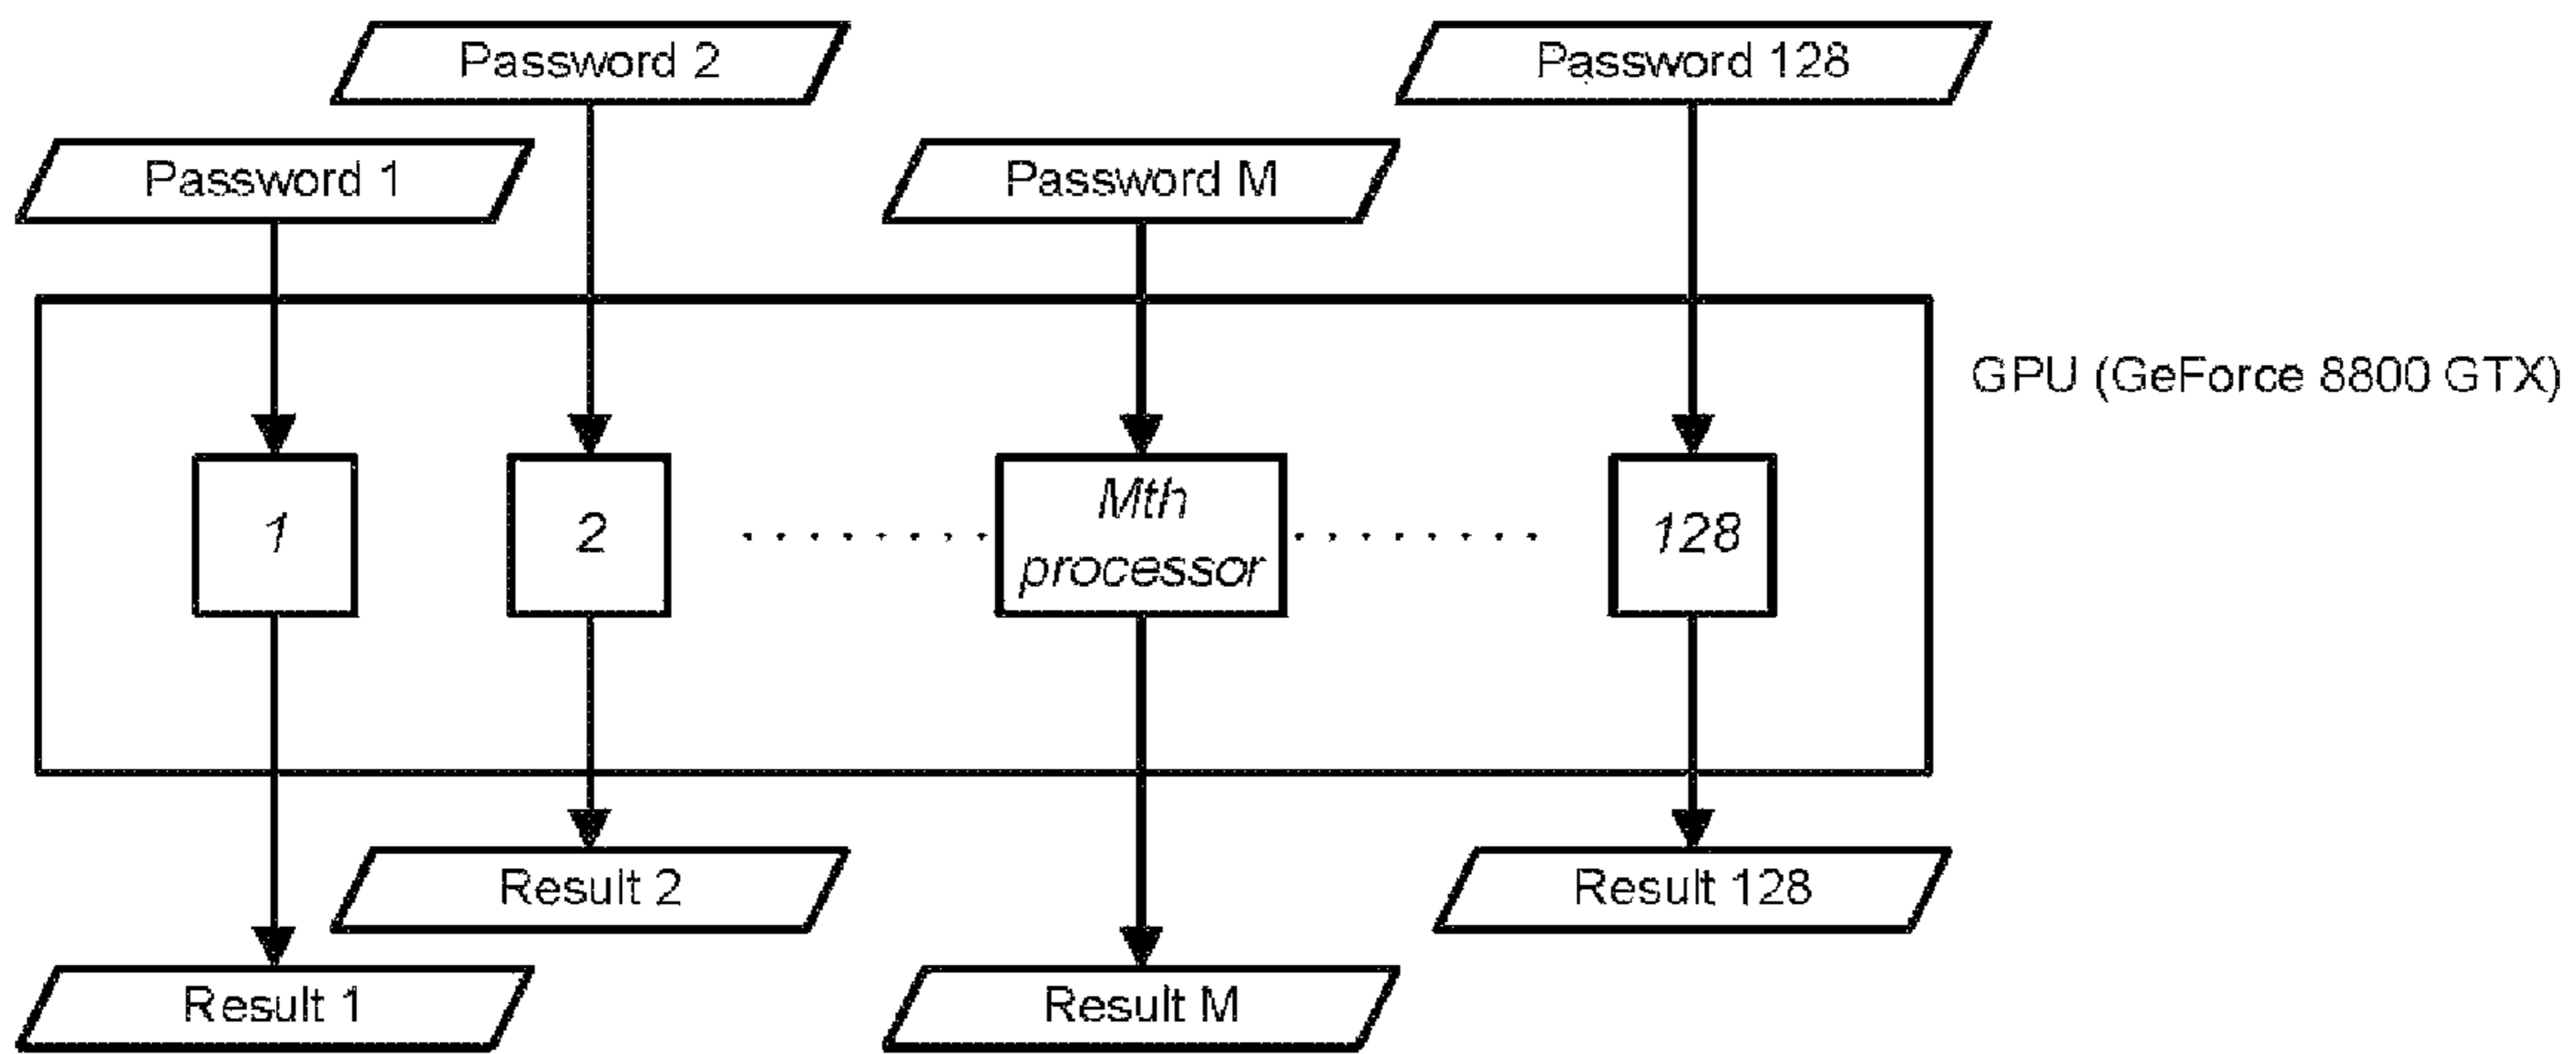 Password 2
Password 128
Password 1
Password M
GPU (GeForce 8800 GTX)
1
2
Mth
processor
128
Result 2
Result 128
Result 1
Result M